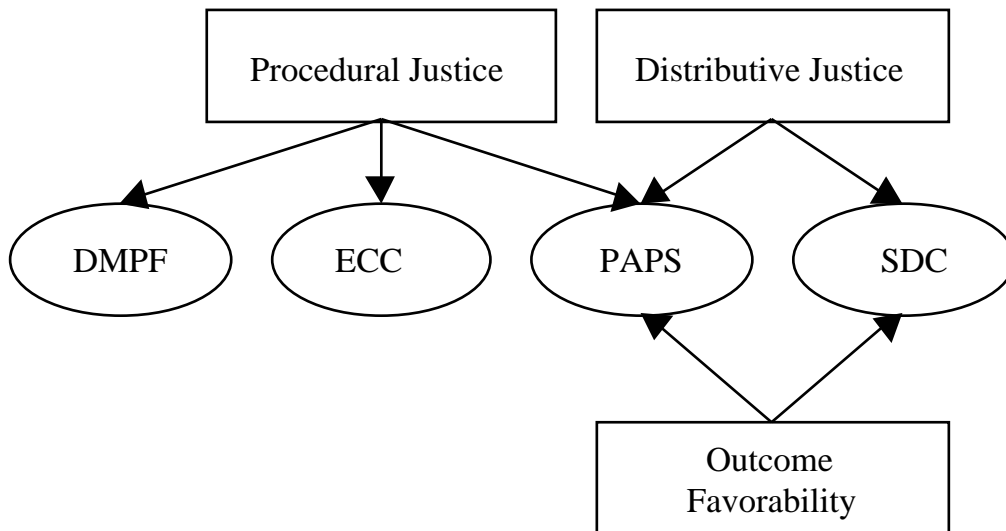 Procedural Justice
Distributive Justice
DMPF
ECC
PAPS
SDC
Outcome
Favorability